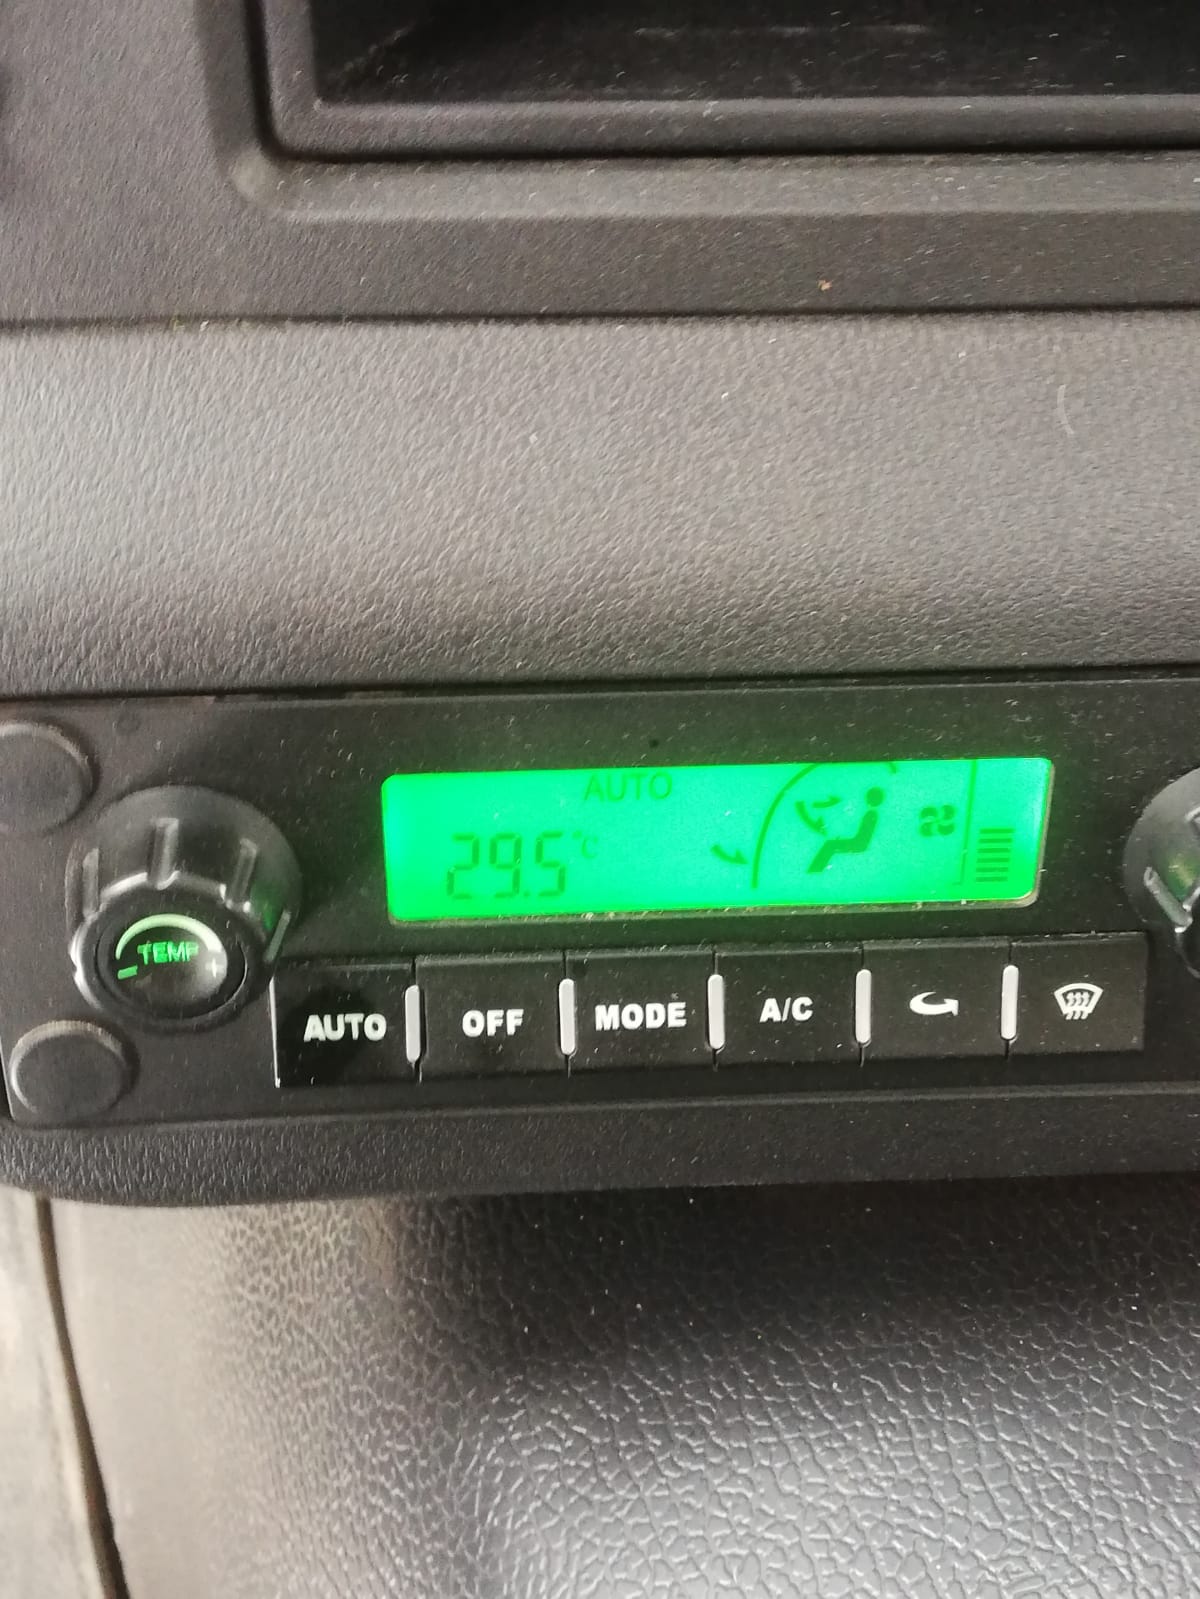 AUTO
29.5 °C
TEMP
- +
AUTO OFF MODE A/C